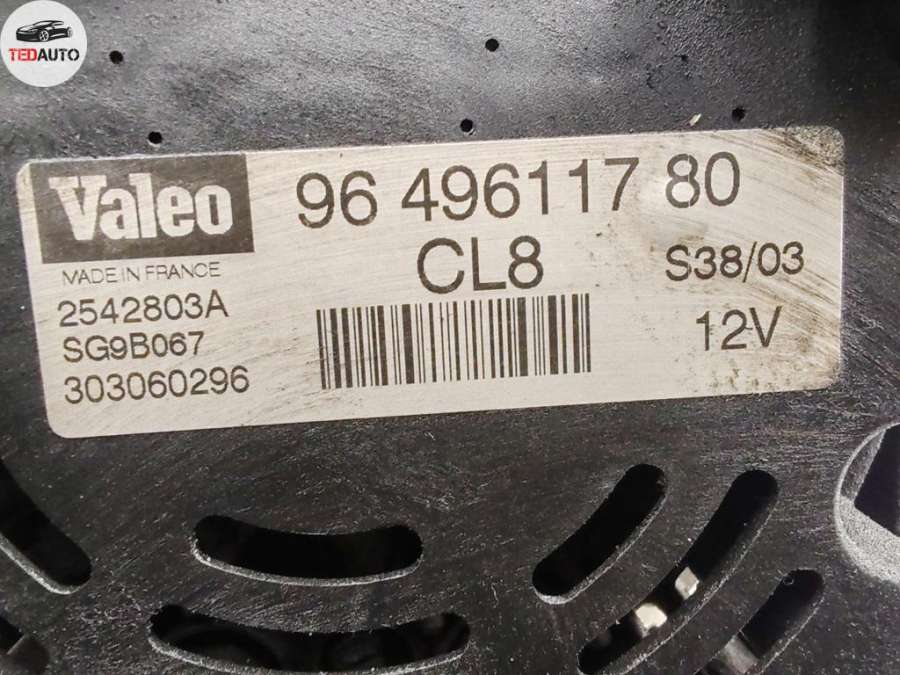 TEDAUTO
Valeo
MADE IN FRANCE
2542803A
SG9B067
303060296
96 496117 80
CL8
S38/03
12V